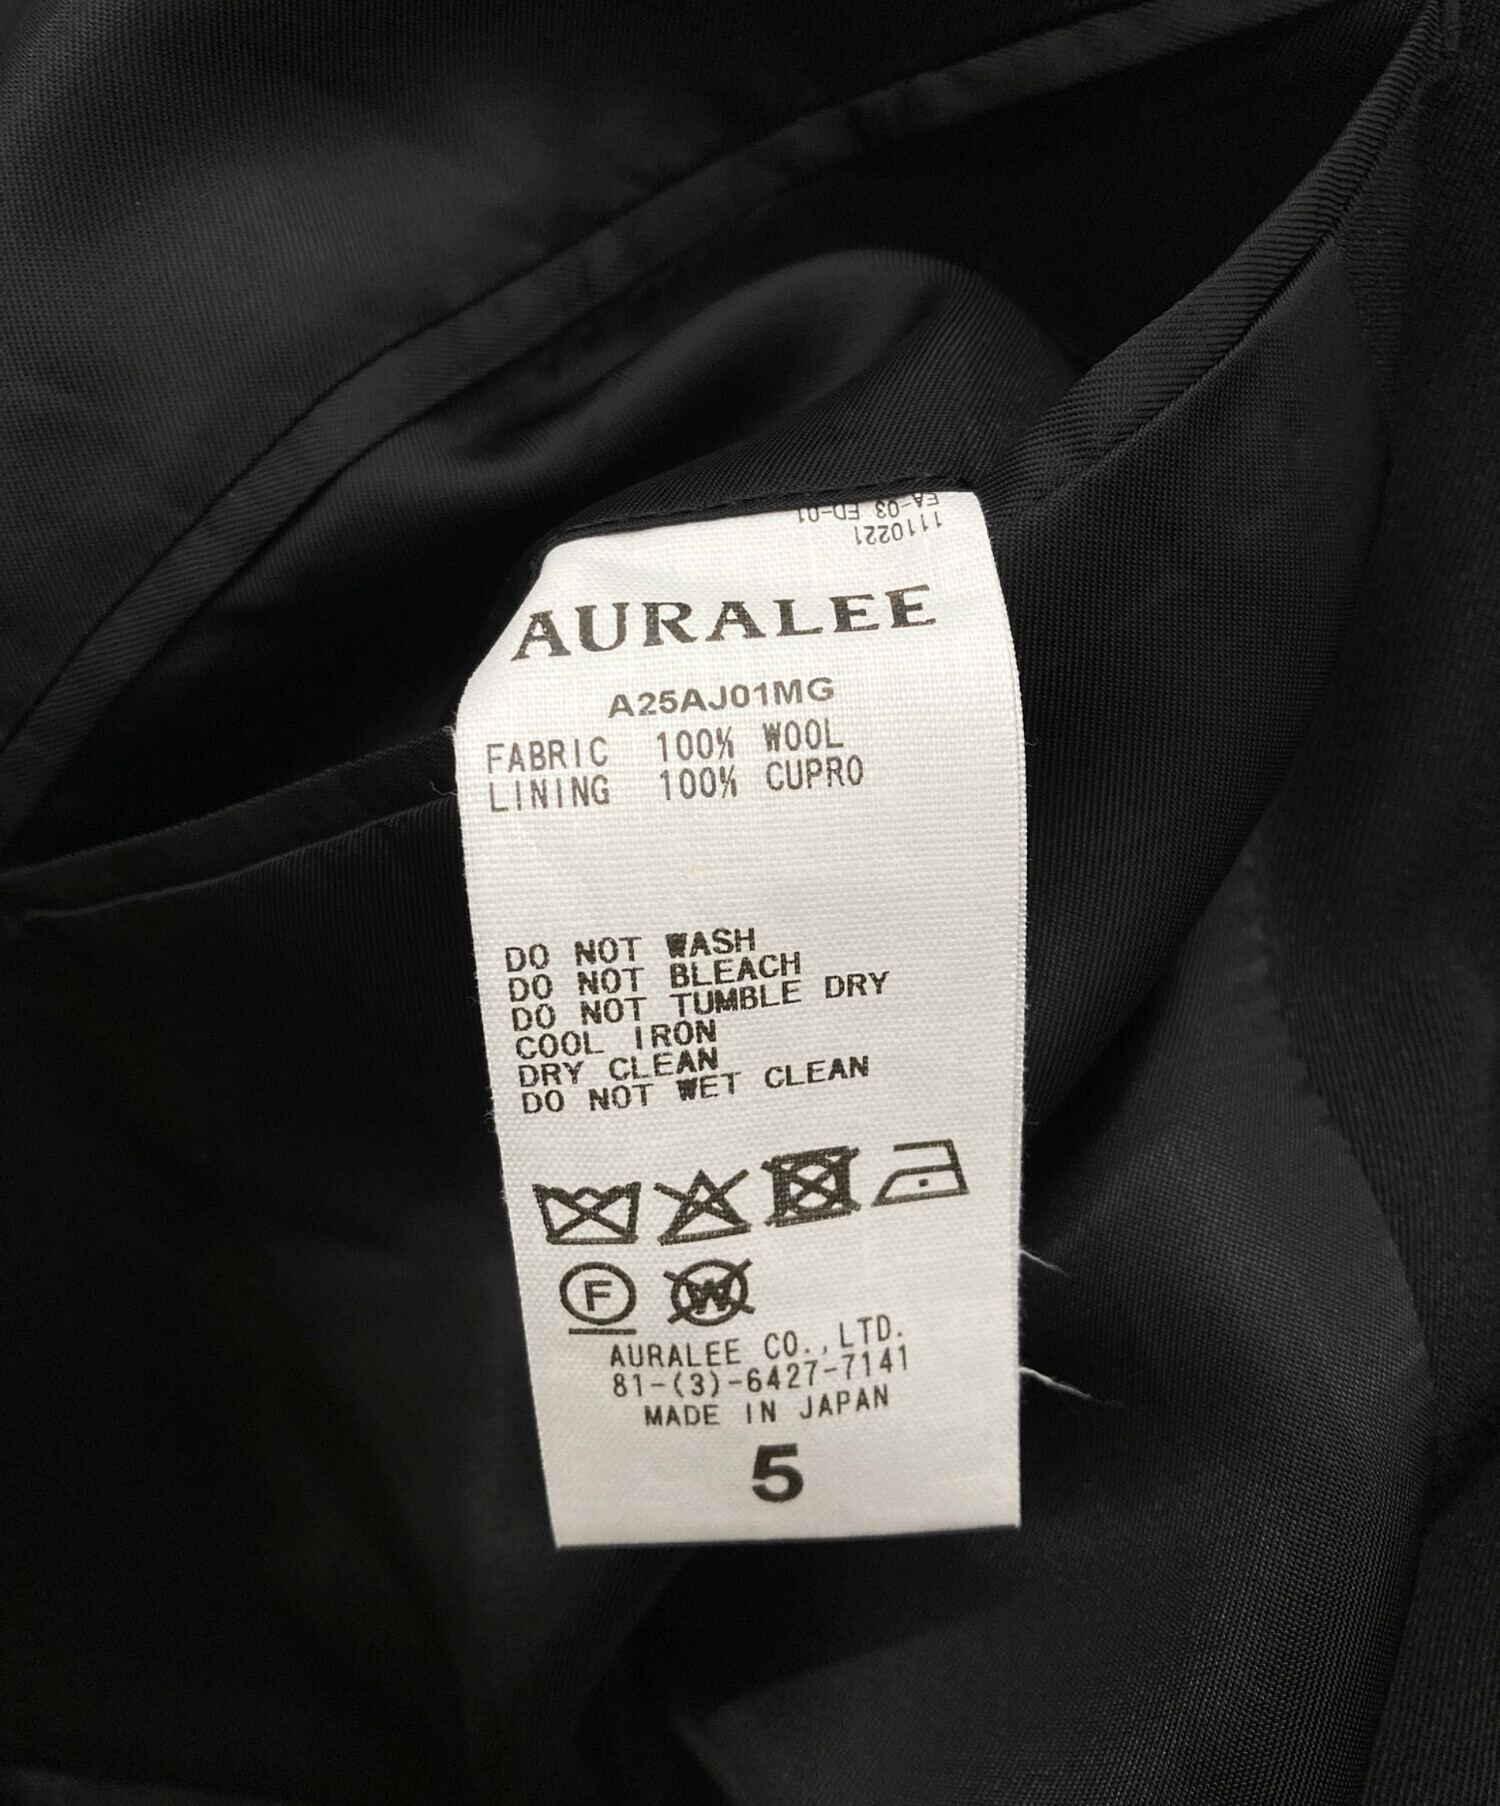 EA-03 ED-01
1110221
AURALEE
A25AJ01MG
FABRIC 100% WOOL
LINING 100% CUPRO
DO NOT WASH
DO NOT BLEACH
DO NOT TUMBLE DRY
COOL IRON
DRY CLEAN
DO NOT WET CLEAN
F W
AURALEE CO.,LTD.
81-(3)-6427-7141
MADE IN JAPAN
5